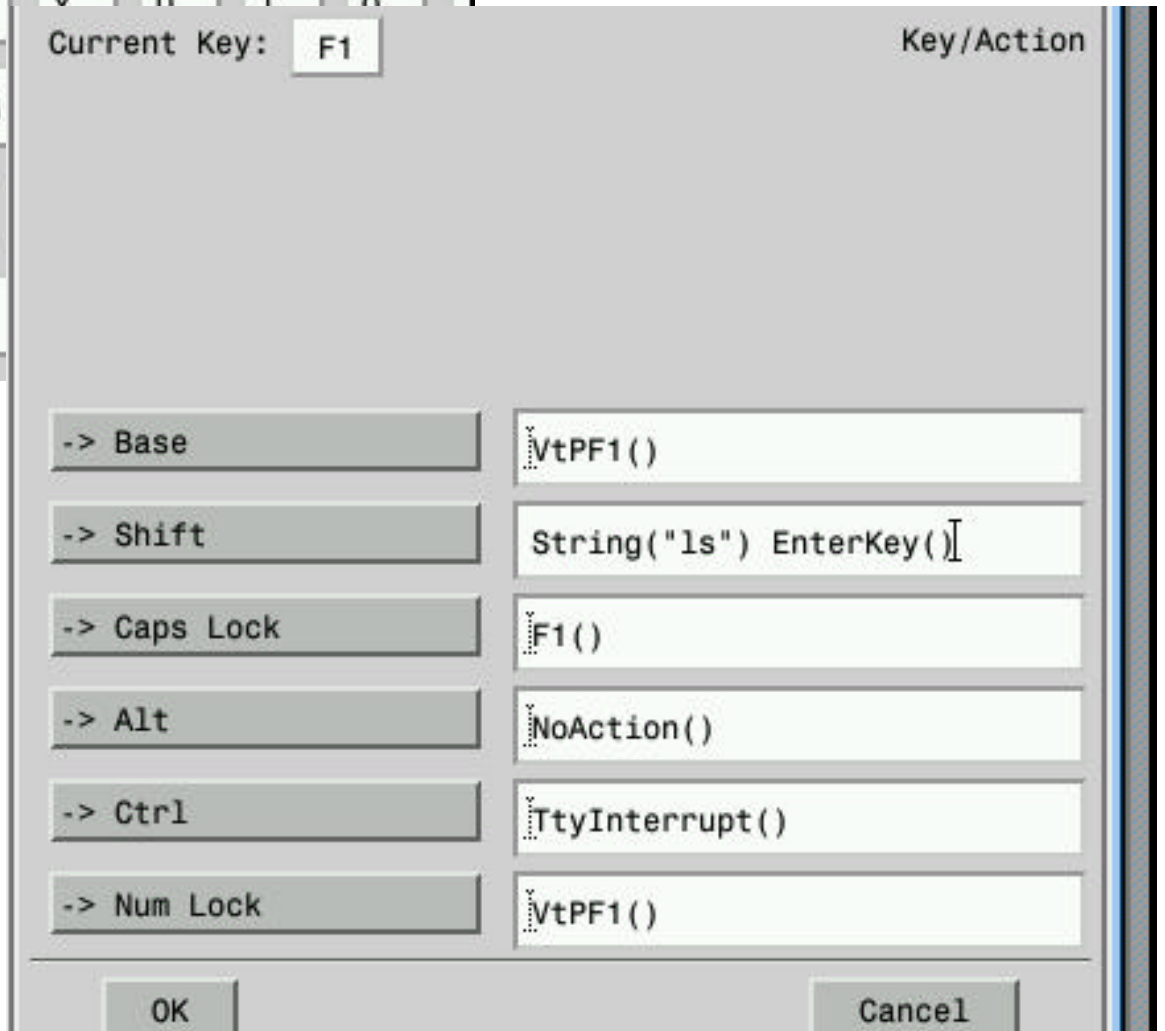 Current Key: F1 Key/Action
-> Base VtPF1()
-> Shift String("ls") EnterKey()
-> Caps Lock F1()
-> Alt NoAction()
-> Ctrl TtyInterrupt()
-> Num Lock VtPF1()
OK Cancel